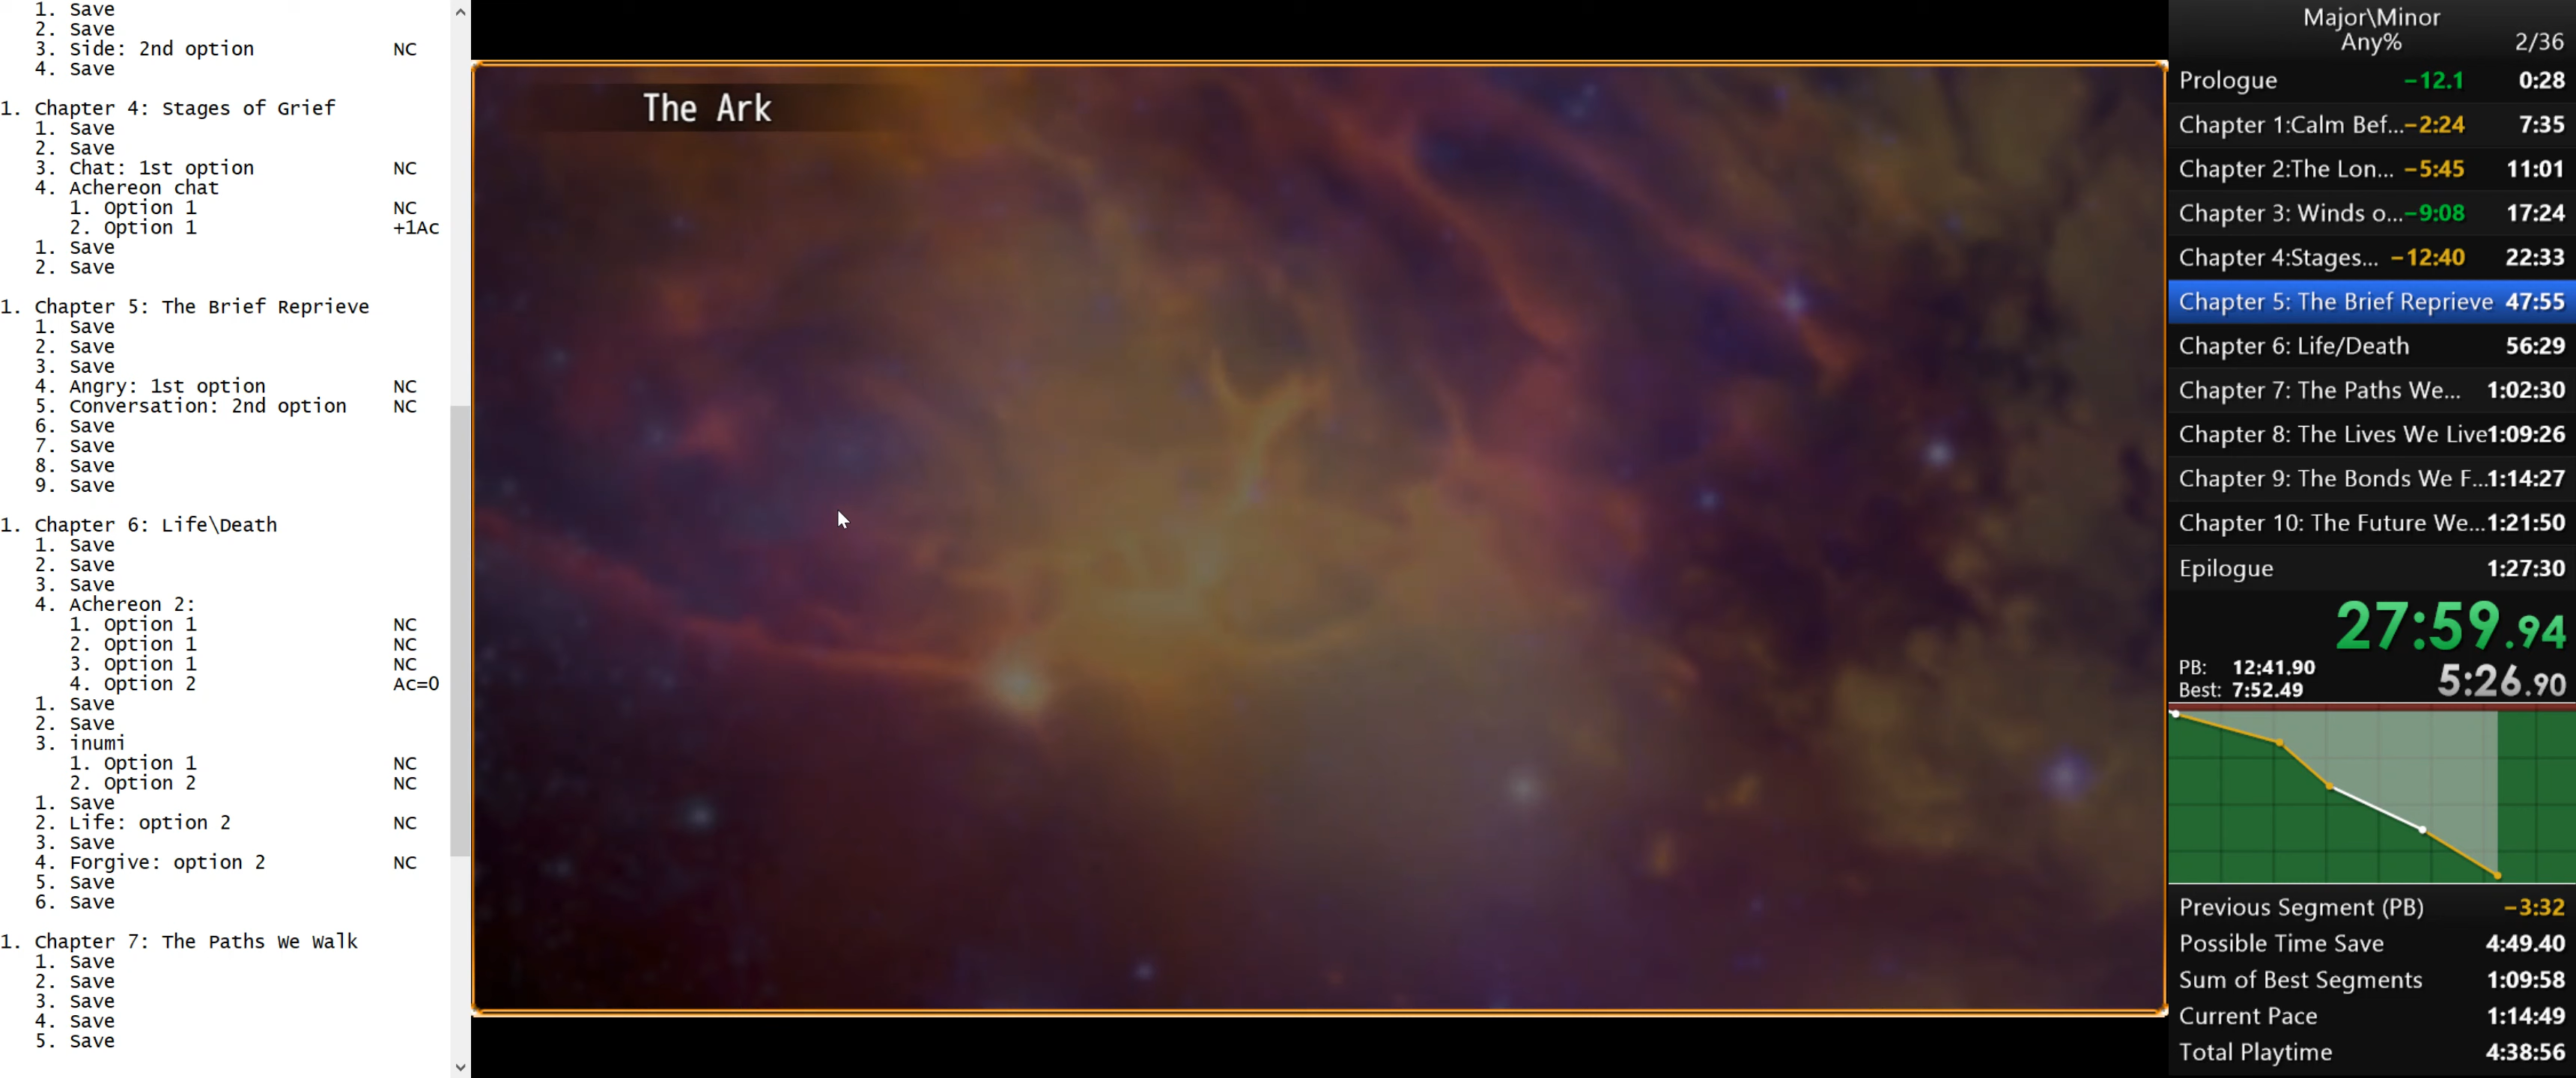 1. Save
2. Save
3. Side: 2nd option NC
4. Save
1. Chapter 4: Stages of Grief
1. Save
2. Save
3. Chat: 1st option NC
4. Achereon chat
1. Option 1 NC
2. Option 1 +1Ac
1. Save
2. Save
1. Chapter 5: The Brief Reprieve
1. Save
2. Save
3. Save
4. Angry: 1st option NC
5. Conversation: 2nd option NC
6. Save
7. Save
8. Save
9. Save
1. Chapter 6: Life\Death
1. Save
2. Save
3. Save
4. Achereon 2:
1. Option 1 NC
2. Option 1 NC
3. Option 1 NC
4. Option 2 Ac=0
1. Save
2. Save
3. inumi
1. Option 1 NC
2. Option 2 NC
1. Save
2. Life: option 2 NC
3. Save
4. Forgive: option 2 NC
5. Save
6. Save
1. Chapter 7: The Paths We Walk
1. Save
2. Save
3. Save
4. Save
5. Save
The Ark
Major\Minor
Any% 2/36
Prologue −12.1 0:28
Chapter 1:Calm Bef... −2:24 7:35
Chapter 2:The Lon... −5:45 11:01
Chapter 3: Winds o... −9:08 17:24
Chapter 4:Stages... −12:40 22:33
Chapter 5: The Brief Reprieve 47:55
Chapter 6: Life/Death 56:29
Chapter 7: The Paths We... 1:02:30
Chapter 8: The Lives We Live 1:09:26
Chapter 9: The Bonds We F... 1:14:27
Chapter 10: The Future We... 1:21:50
Epilogue 1:27:30
27:59.94
PB: 12:41.90
Best: 7:52.49 5:26.90
Previous Segment (PB) −3:32
Possible Time Save 4:49.40
Sum of Best Segments 1:09:58
Current Pace 1:14:49
Total Playtime 4:38:56